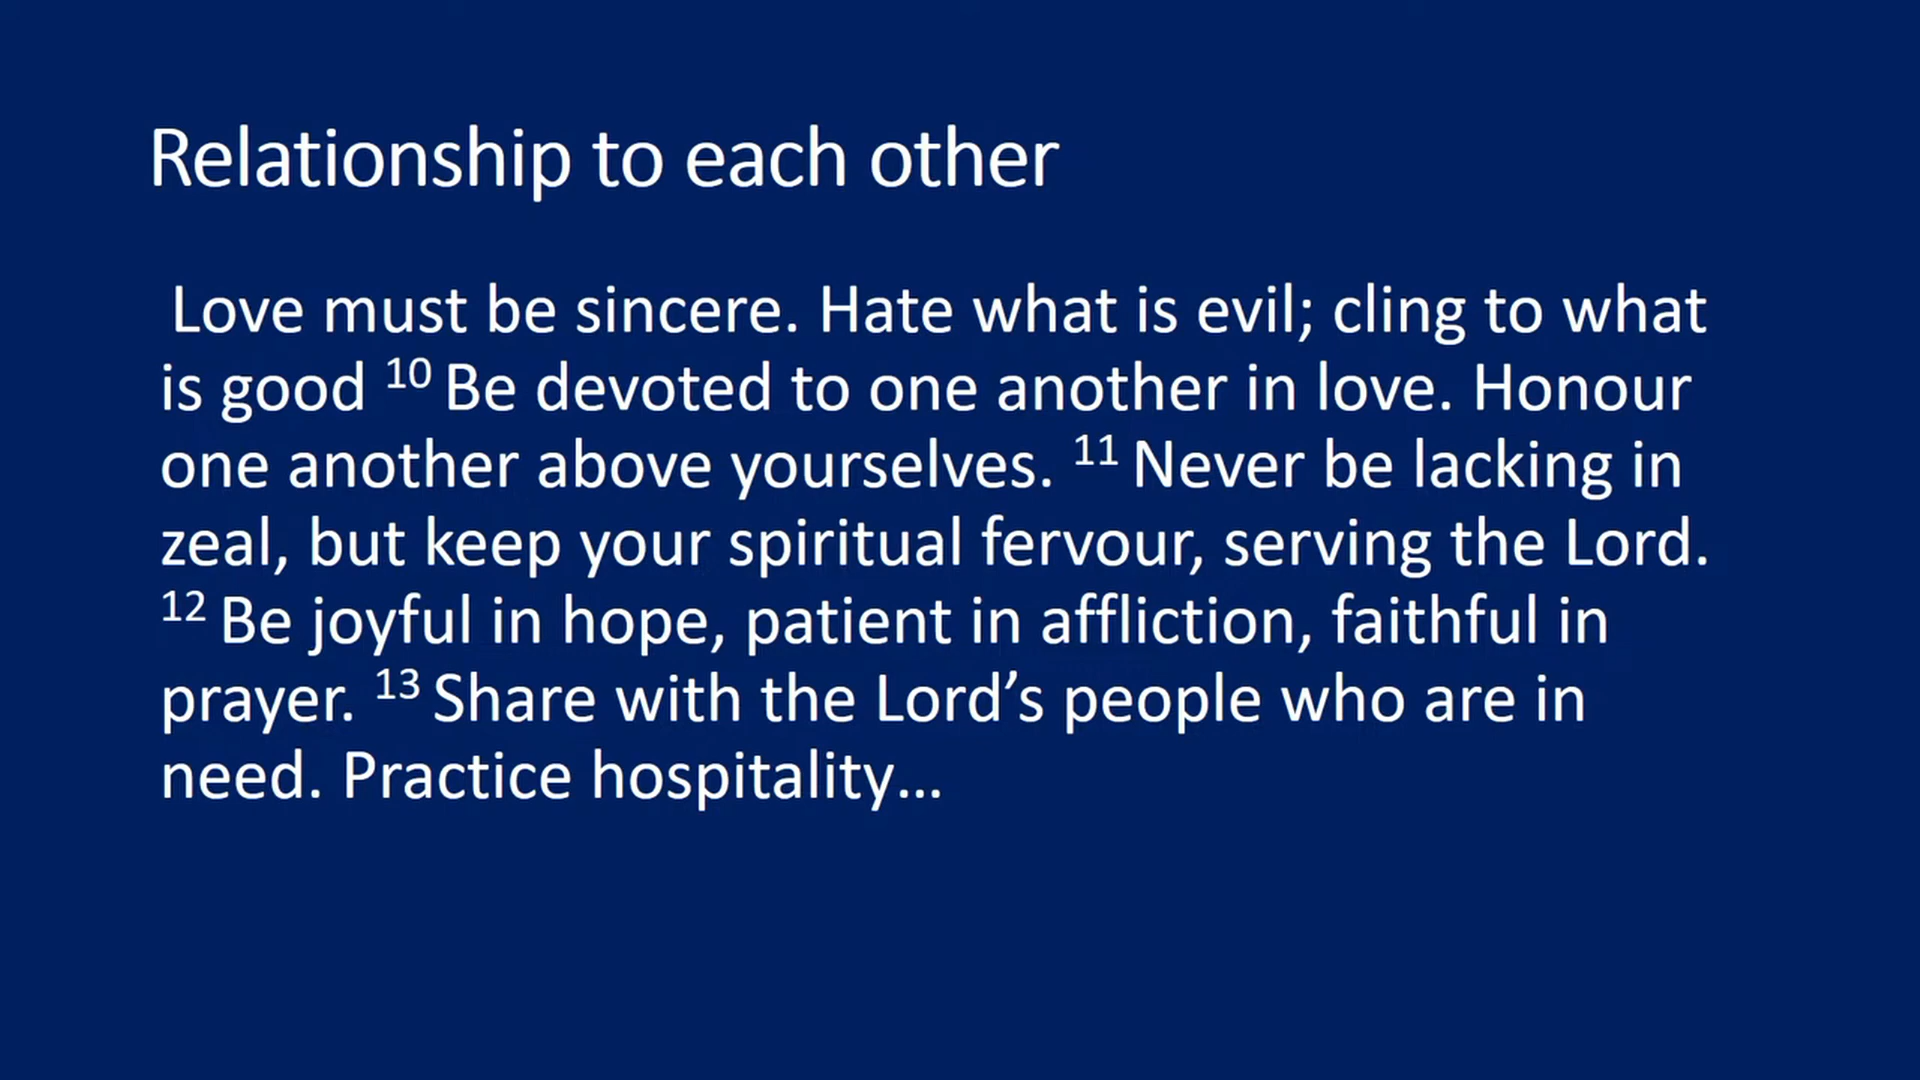 Relationship to each other
Love must be sincere. Hate what is evil; cling to what
is good 10 Be devoted to one another in love. Honour
one another above yourselves. 11 Never be lacking in
zeal, but keep your spiritual fervour, serving the Lord.
12 Be joyful in hope, patient in affliction, faithful in
prayer. 13 Share with the Lord’s people who are in
need. Practice hospitality…